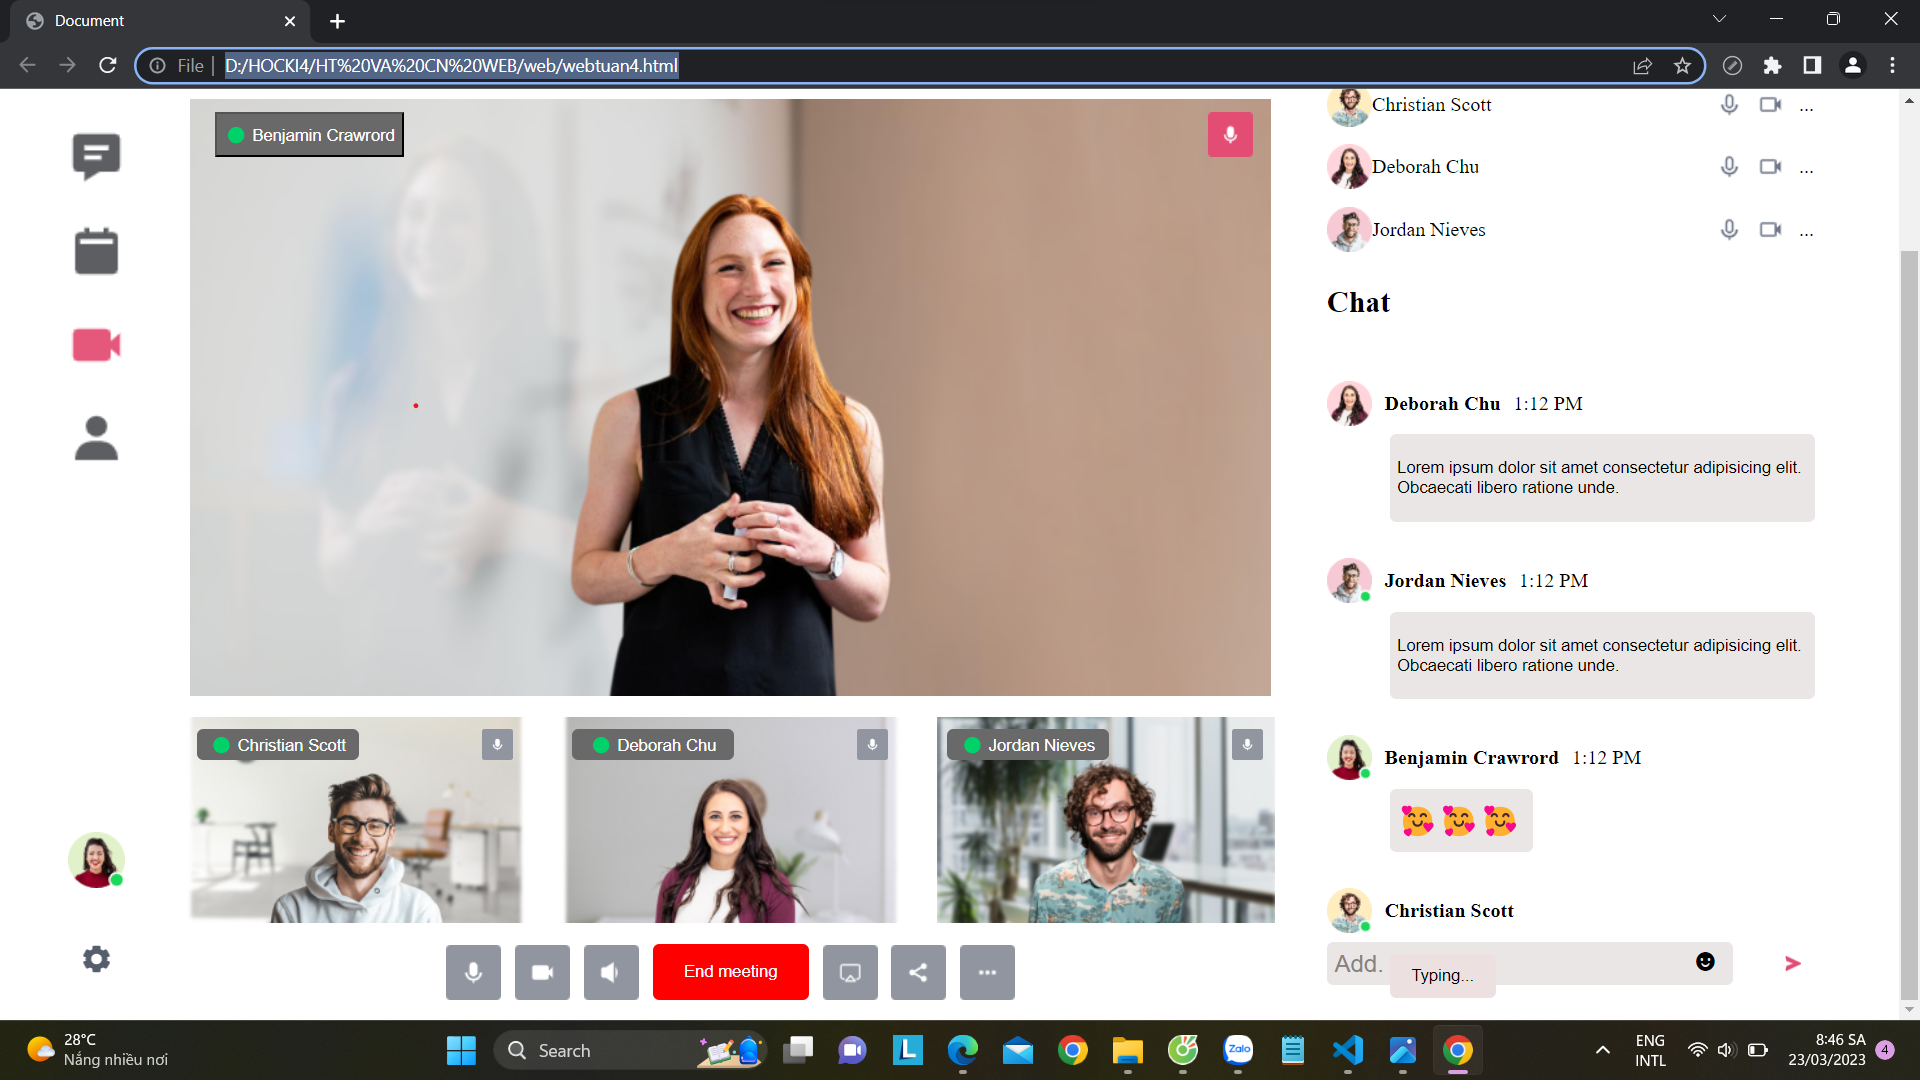 Document
File
D:/HOCKI4/HT%20VA%20CN%20WEB/web/webtuan4.html
Benjamin Crawrord
Christian Scott
...
Deborah Chu
...
Jordan Nieves
...
Chat
Deborah Chu 1:12 PM
Lorem ipsum dolor sit amet consectetur adipisicing elit.
Obcaecati libero ratione unde.
Jordan Nieves 1:12 PM
Lorem ipsum dolor sit amet consectetur adipisicing elit.
Obcaecati libero ratione unde.
Benjamin Crawrord 1:12 PM
🥰 🥰 🥰
Christian Scott
Add.
Typing...
Christian Scott
Deborah Chu
Jordan Nieves
End meeting
28°C
Nắng nhiều nơi
Search
L
Zalo
ENG
INTL
8:46 SA
23/03/2023
4